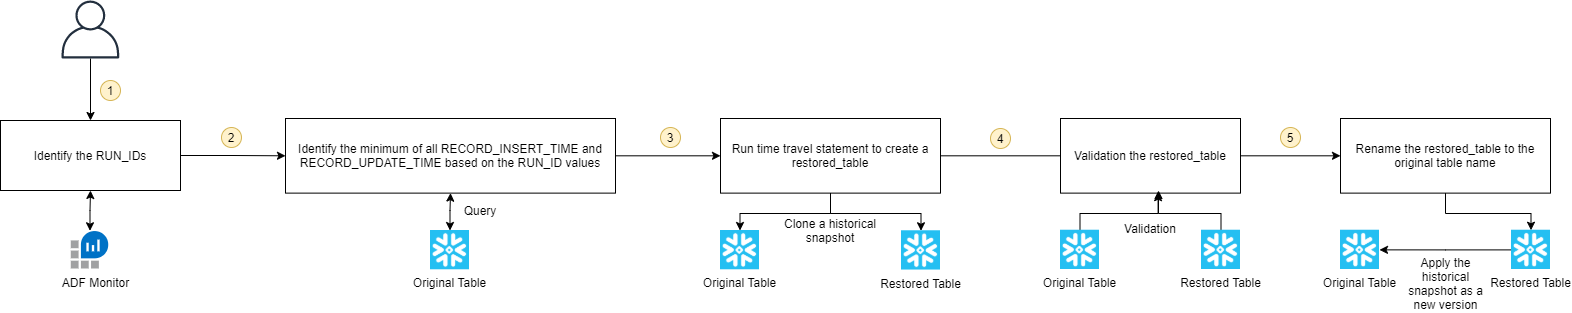 1
Identify the RUN_IDs
ADF Monitor
2
Identify the minimum of all RECORD_INSERT_TIME and
RECORD_UPDATE_TIME based on the RUN_ID values
Query
Original Table
3
Run time travel statement to create a
restored_table
Clone a historical
snapshot
Original Table
Restored Table
4
Validation the restored_table
Validation
Original Table
Restored Table
5
Rename the restored_table to the
original table name
Apply the
historical
snapshot as a
new version
Original Table
Restored Table